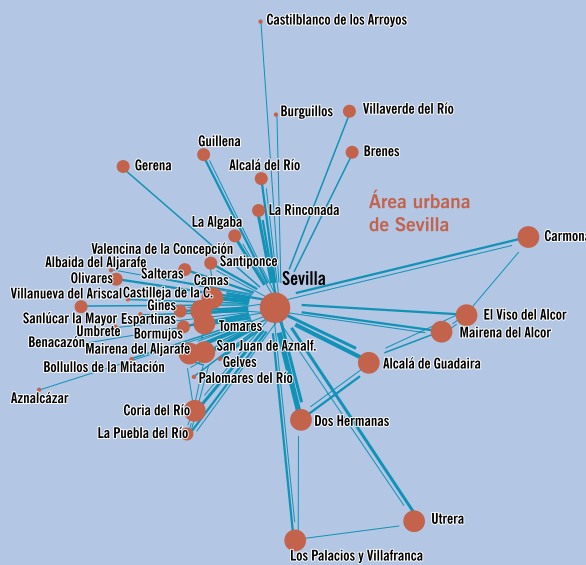 Castilblanco de los Arroyos
Burguillos
Villaverde del Río
Guillena
Brenes
Gerena
Alcalá del Río
Área urbana
de Sevilla
La Rinconada
La Algaba
Carmona
Valencina de la Concepción
Albaida del Aljarafe
Santiponce
Salteras
Olivares
Camas
Sevilla
Villanueva del Ariscal
Castilleja de la C.
Gines
Sanlúcar la Mayor
Espartinas
El Viso del Alcor
Umbrete
Bormujos
Tomares
Mairena del Alcor
Benacazón
Mairena del Aljarafe
San Juan de Aznalf.
Gelves
Alcalá de Guadaira
Bollullos de la Mitación
Palomares del Río
Aznalcázar
Coria del Río
Dos Hermanas
La Puebla del Río
Utrera
Los Palacios y Villafranca